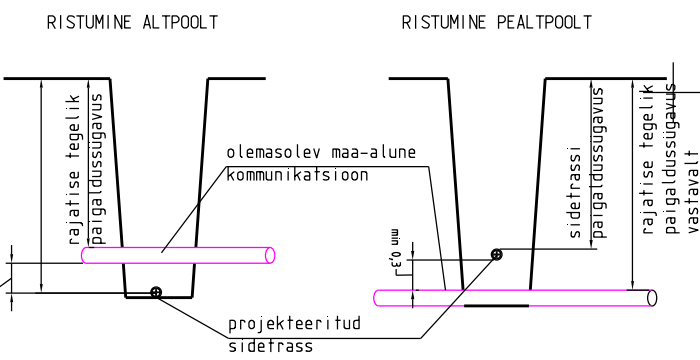 RISTUMINE ALTPOOLT
RISTUMINE PEALTPOOLT
rajatise tegelik
paigaldussügavus
olemasolev maa-alune
kommunikatsioon
min 0,3
sidetrassi
paigaldussügavus
rajatise tegelik
paigaldussügavus
vastavalt
projekteeritud
sidetrass